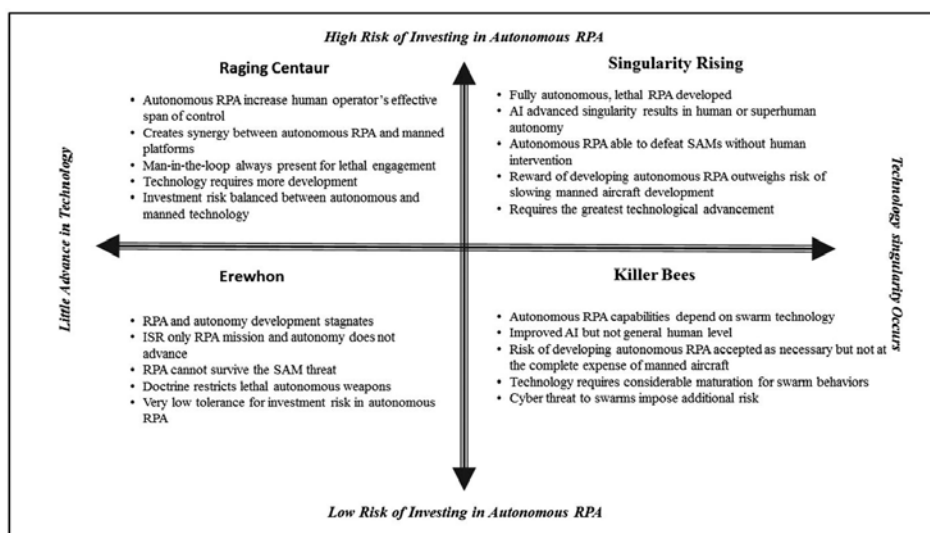 High Risk of Investing in Autonomous RPA
Raging Centaur
• Autonomous RPA increase human operator's effective
span of control
• Creates synergy between autonomous RPA and manned
platforms
• Man-in-the-loop always present for lethal engagement
• Technology requires more development
• Investment risk balanced between autonomous and
manned technology
Singularity Rising
• Fully autonomous, lethal RPA developed
• AI advanced singularity results in human or superhuman
autonomy
• Autonomous RPA able to defeat SAMs without human
intervention
• Reward of developing autonomous RPA outweighs risk of
slowing manned aircraft development
• Requires the greatest technological advancement
Little Advance in Technology
Technology singularity Occurs
Erewhon
• RPA and autonomy development stagnates
• ISR only RPA mission and autonomy does not
advance
• RPA cannot survive the SAM threat
• Doctrine restricts lethal autonomous weapons
• Very low tolerance for investment risk in autonomous
RPA
Killer Bees
• Autonomous RPA capabilities depend on swarm technology
• Improved AI but not general human level
• Risk of developing autonomous RPA accepted as necessary but not at
the complete expense of manned aircraft
• Technology requires considerable maturation for swarm behaviors
• Cyber threat to swarms impose additional risk
Low Risk of Investing in Autonomous RPA